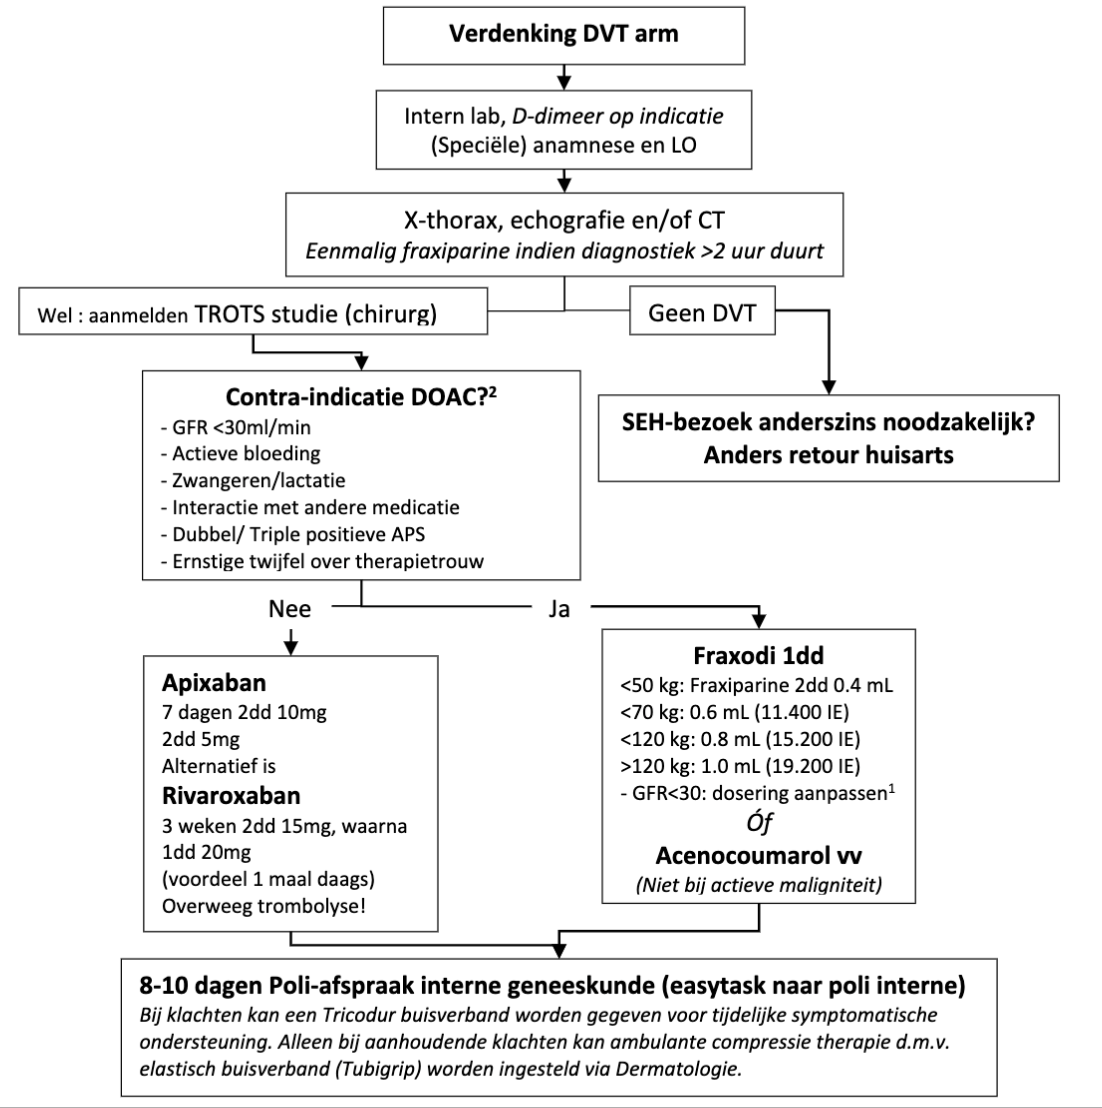 Verdenking DVT arm
Intern lab, D-dimeer op indicatie
(Speciële) anamnese en LO
X-thorax, echografie en/of CT
Eenmalig fraxiparine indien diagnostiek >2 uur duurt
Wel : aanmelden TROTS studie (chirurg)
Geen DVT
Contra-indicatie DOAC?²
- GFR <30ml/min
- Actieve bloeding
- Zwangeren/lactatie
- Interactie met andere medicatie
- Dubbel/ Triple positieve APS
- Ernstige twijfel over therapietrouw
SEH-bezoek anderszins noodzakelijk?
Anders retour huisarts
Nee
Ja
Apixaban
7 dagen 2dd 10mg
2dd 5mg
Alternatief is
Rivaroxaban
3 weken 2dd 15mg, waarna
1dd 20mg
(voordeel 1 maal daags)
Overweeg trombolyse!
Fraxodi 1dd
<50 kg: Fraxiparine 2dd 0.4 mL
<70 kg: 0.6 mL (11.400 IE)
<120 kg: 0.8 mL (15.200 IE)
>120 kg: 1.0 mL (19.200 IE)
- GFR<30: dosering aanpassen¹
Óf
Acenocoumarol vv
(Niet bij actieve maligniteit)
8-10 dagen Poli-afspraak interne geneeskunde (easytask naar poli interne)
Bij klachten kan een Tricodur buisverband worden gegeven voor tijdelijke symptomatische
ondersteuning. Alleen bij aanhoudende klachten kan ambulante compressie therapie d.m.v.
elastisch buisverband (Tubigrip) worden ingesteld via Dermatologie.